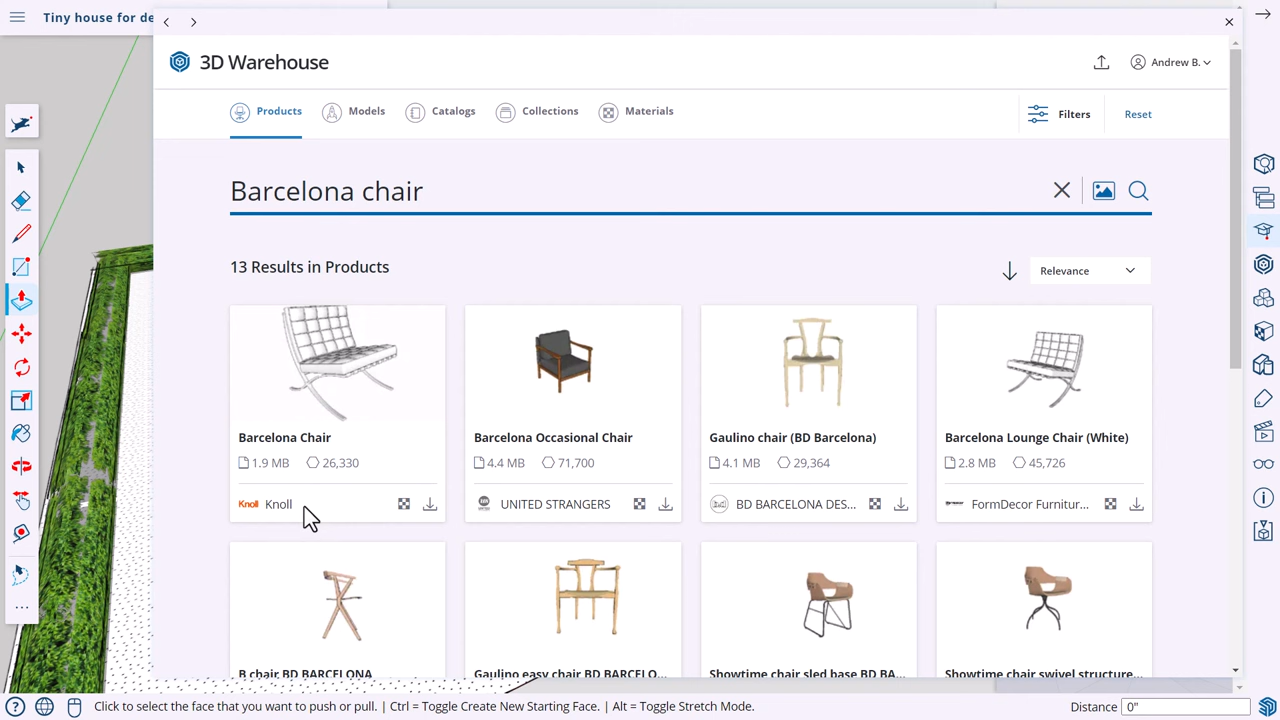 Tiny house for de
3D Warehouse
Andrew B.
Products
Models
Catalogs
Collections
Materials
Filters
Reset
Barcelona chair
13 Results in Products
Relevance
Barcelona Chair
1.9 MB 26,330
Knoll Knoll
Barcelona Occasional Chair
4.4 MB 71,700
UNITED STRANGERS
Gaulino chair (BD Barcelona)
4.1 MB 29,364
BD BARCELONA DES...
Barcelona Lounge Chair (White)
2.8 MB 45,726
FormDecor Furnitur...
B chair BD BARCELONA
Gaulino easy chair BD BARCELO...
Showtime chair sled base BD BA...
Showtime chair swivel structure...
Click to select the face that you want to push or pull. | Ctrl = Toggle Create New Starting Face. | Alt = Toggle Stretch Mode.
Distance 0"